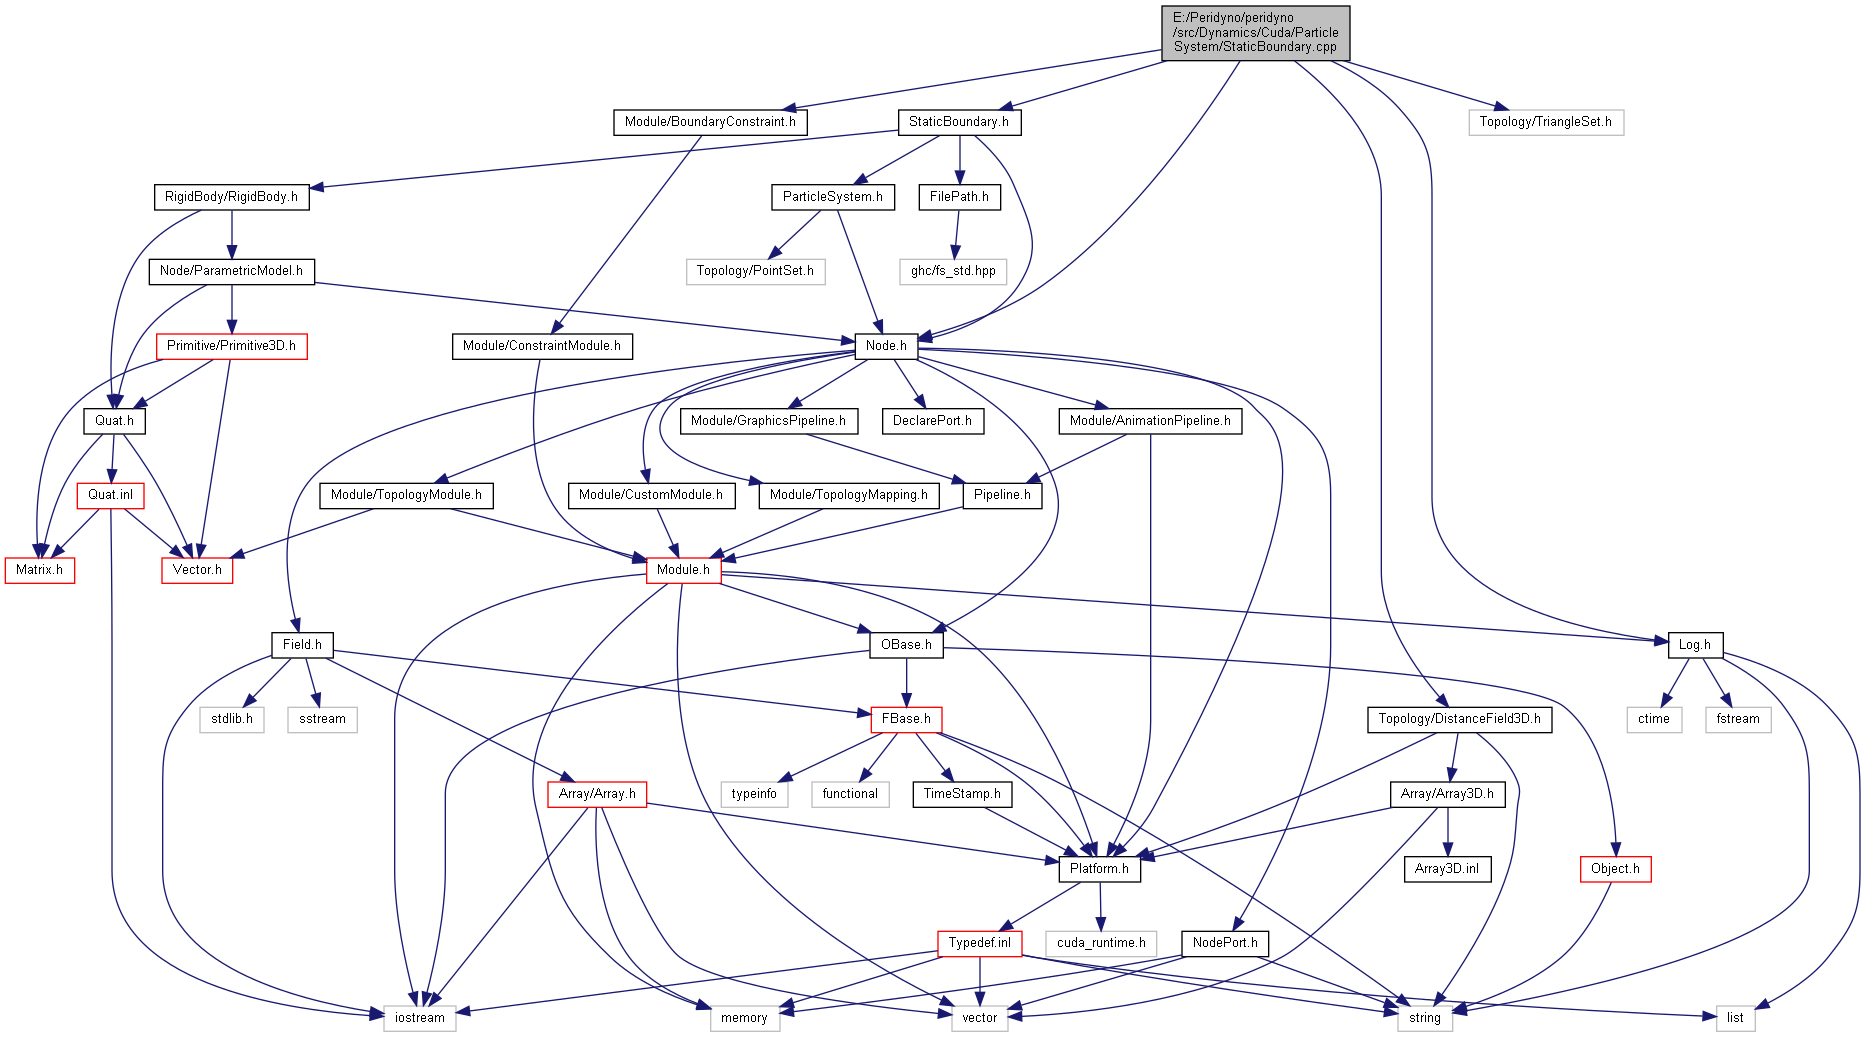 E:/Peridyno/peridyno
/src/Dynamics/Cuda/Particle
System/StaticBoundary.cpp
Module/BoundaryConstraint.h
StaticBoundary.h
Topology/TriangleSet.h
RigidBody/RigidBody.h
ParticleSystem.h
FilePath.h
Node/ParametricModel.h
Topology/PointSet.h
ghc/fs_std.hpp
Primitive/Primitive3D.h
Module/ConstraintModule.h
Node.h
Quat.h
Module/GraphicsPipeline.h
DeclarePort.h
Module/AnimationPipeline.h
Quat.inl
Module/TopologyModule.h
Module/CustomModule.h
Module/TopologyMapping.h
Pipeline.h
Matrix.h
Vector.h
Module.h
Field.h
OBase.h
Log.h
stdlib.h
sstream
FBase.h
Topology/DistanceField3D.h
ctime
fstream
Array/Array.h
typeinfo
functional
TimeStamp.h
Array/Array3D.h
Platform.h
Array3D.inl
Object.h
Typedef.inl
cuda_runtime.h
NodePort.h
iostream
memory
vector
string
list